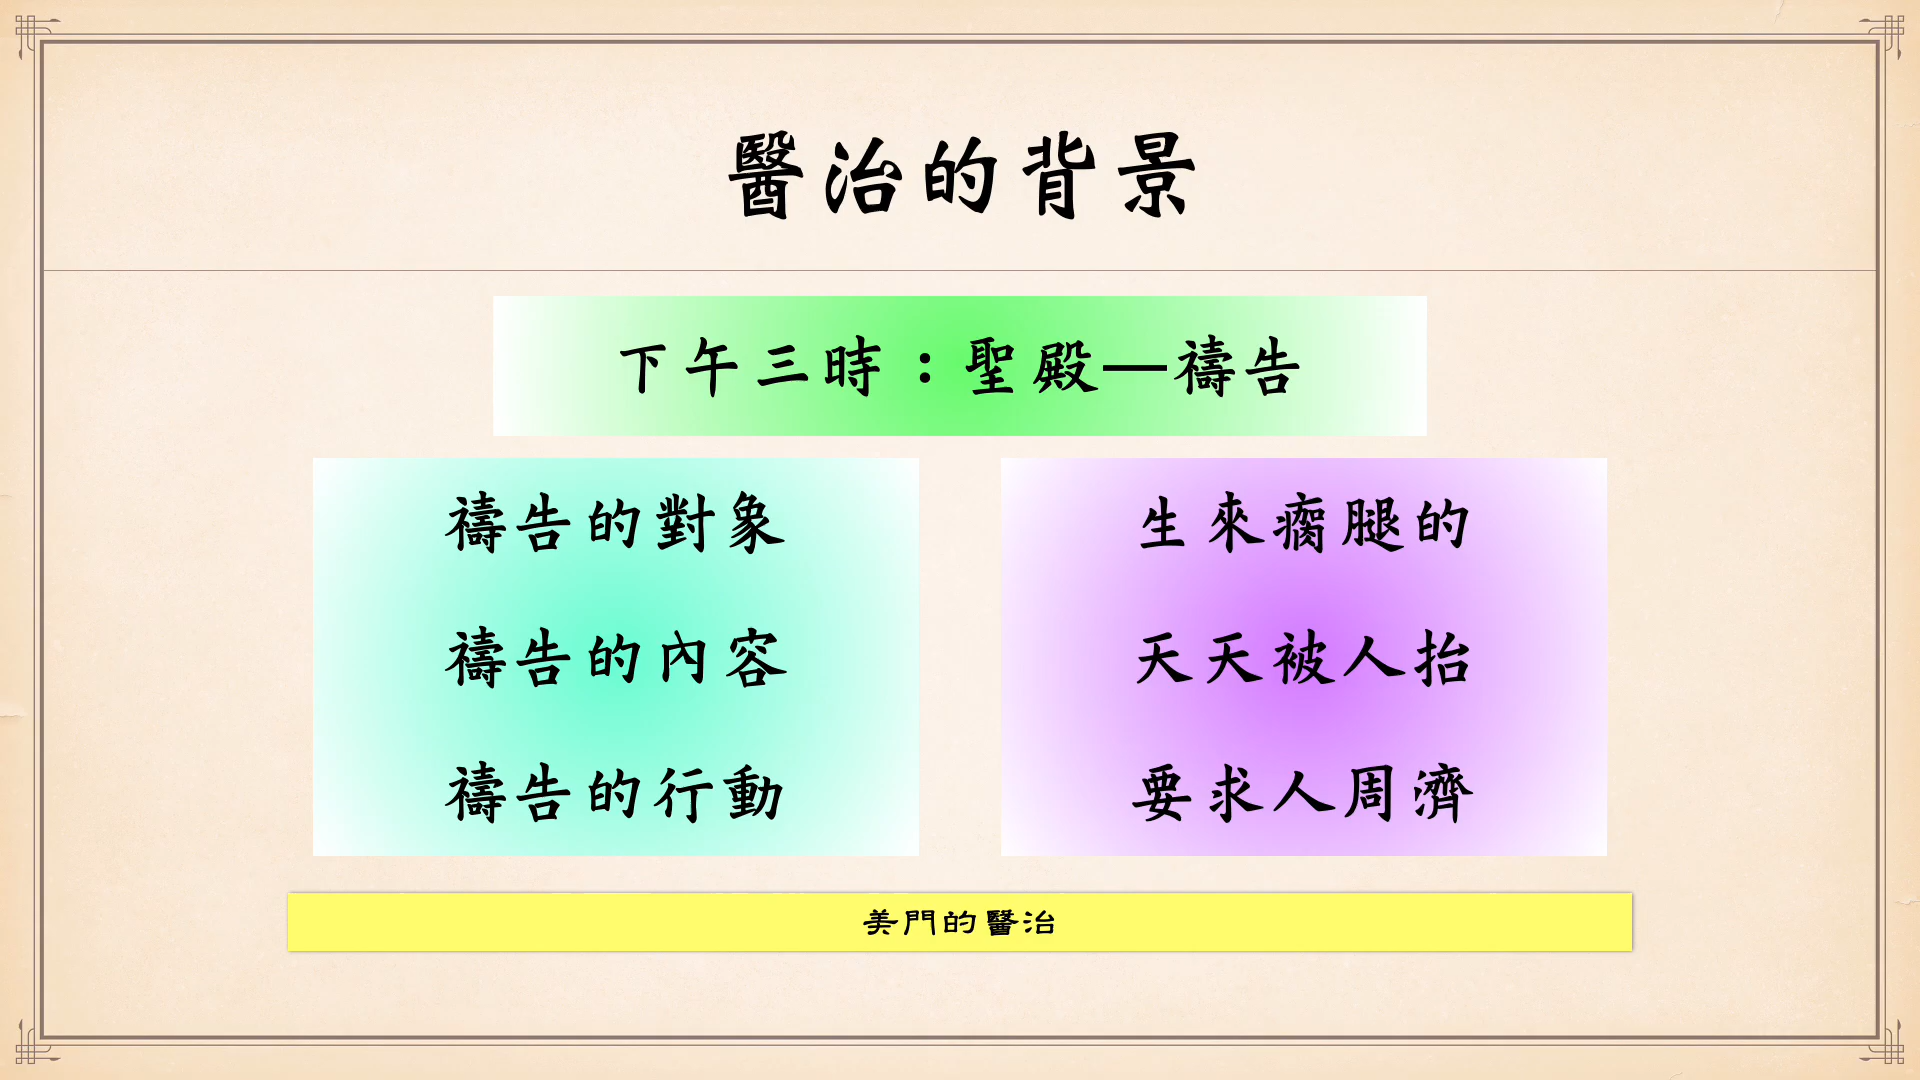 醫治的背景
下午三時：聖殿—禱告
禱告的對象
禱告的內容
禱告的行動
生來瘸腿的
天天被人抬
要求人周濟
美門的醫治